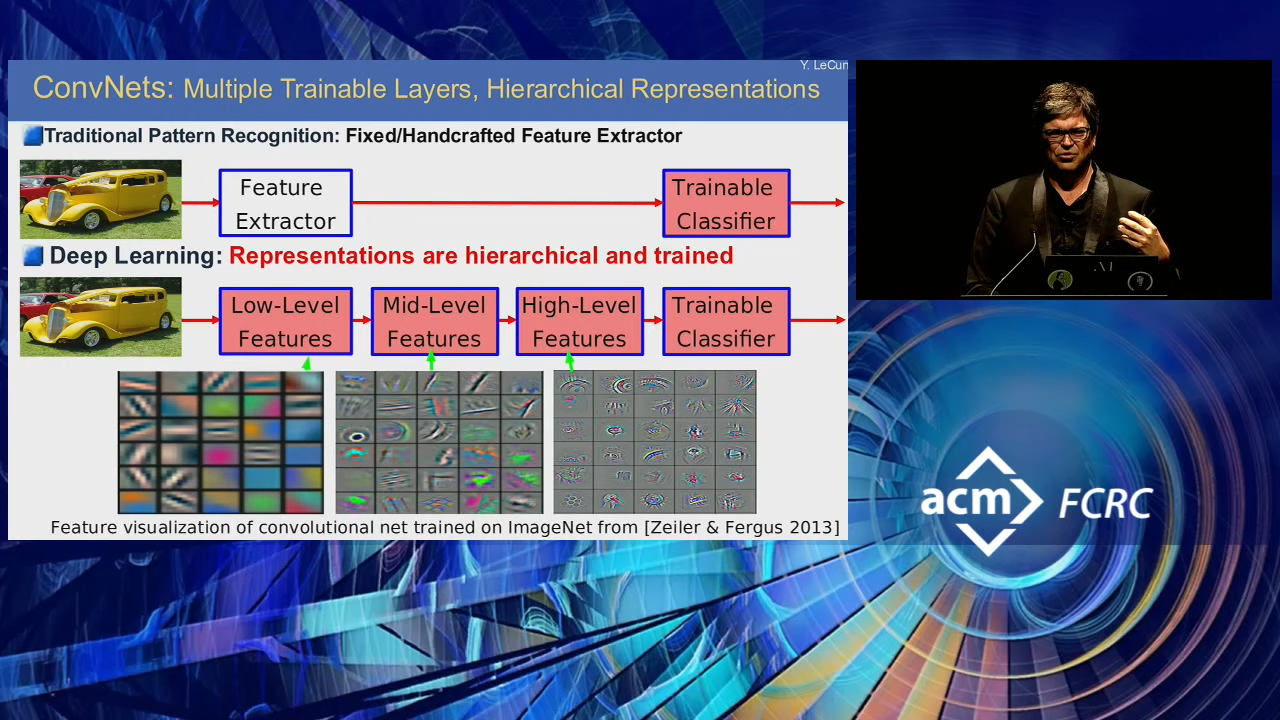 Y. LeCun
ConvNets: Multiple Trainable Layers, Hierarchical Representations
Traditional Pattern Recognition: Fixed/Handcrafted Feature Extractor
Feature
Extractor
Trainable
Classifier
Deep Learning: Representations are hierarchical and trained
Low-Level
Features
Mid-Level
Features
High-Level
Features
Trainable
Classifier
Feature visualization of convolutional net trained on ImageNet from [Zeiler & Fergus 2013]
acm FCRC